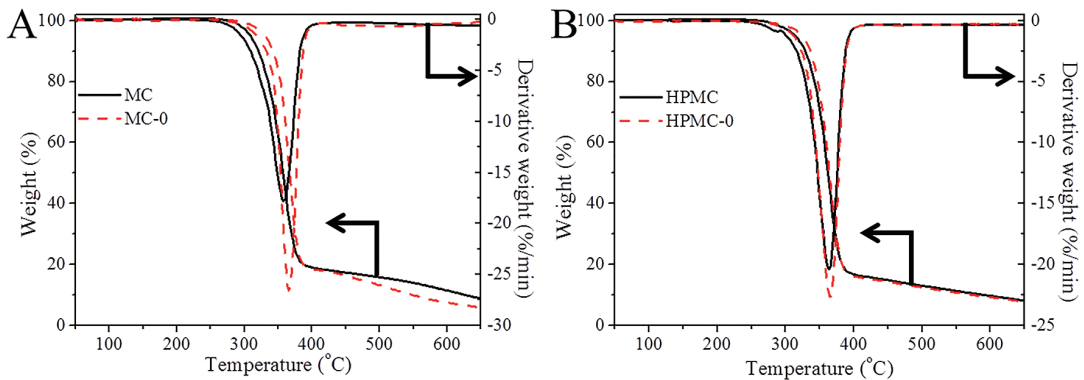 A
100
80
60
40
20
0
Weight (%)
MC
MC-0
0
-5
-10
-15
-20
-25
-30
Derivative weight (%/min)
100 200 300 400 500 600
Temperature (°C)
B
100
80
60
40
20
0
Weight (%)
HPMC
HPMC-0
0
-5
-10
-15
-20
-25
Derivative weight (%/min)
100 200 300 400 500 600
Temperature (°C)